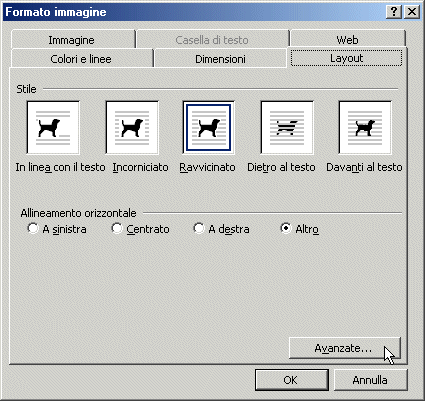 Formato immagine
Immagine Casella di testo Web
Colori e linee Dimensioni Layout
Stile
In linea con il testo Incorniciato Ravvicinato Dietro al testo Davanti al testo
Allineamento orizzontale
A sinistra Centrato A destra Altro
Avanzate...
OK Annulla